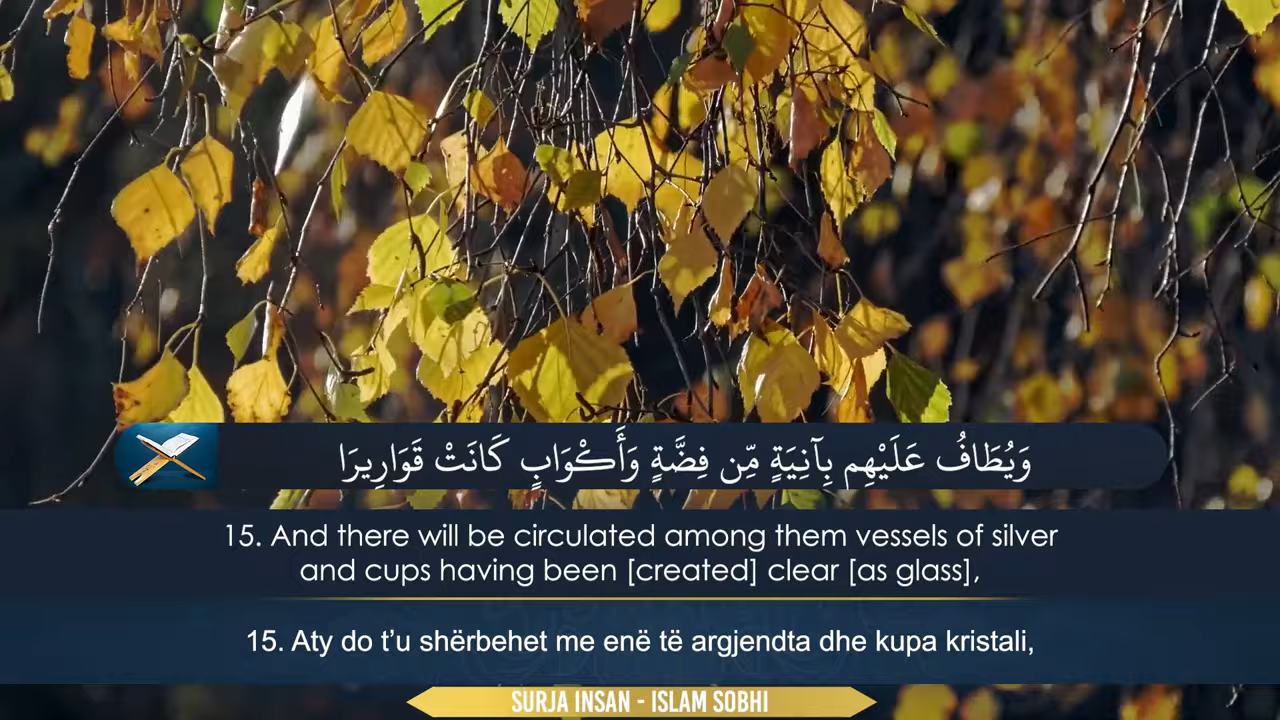 وَيُطَافُ عَلَيْهِم بِآنِيَةٍ مِّن فِضَّةٍ وَأَكْوَابٍ كَانَتْ قَوَارِيرَا
15. And there will be circulated among them vessels of silver
and cups having been [created] clear [as glass],
15. Aty do t’u shërbehet me enë të argjendta dhe kupa kristali,
SURJA INSAN - ISLAM SOBHI